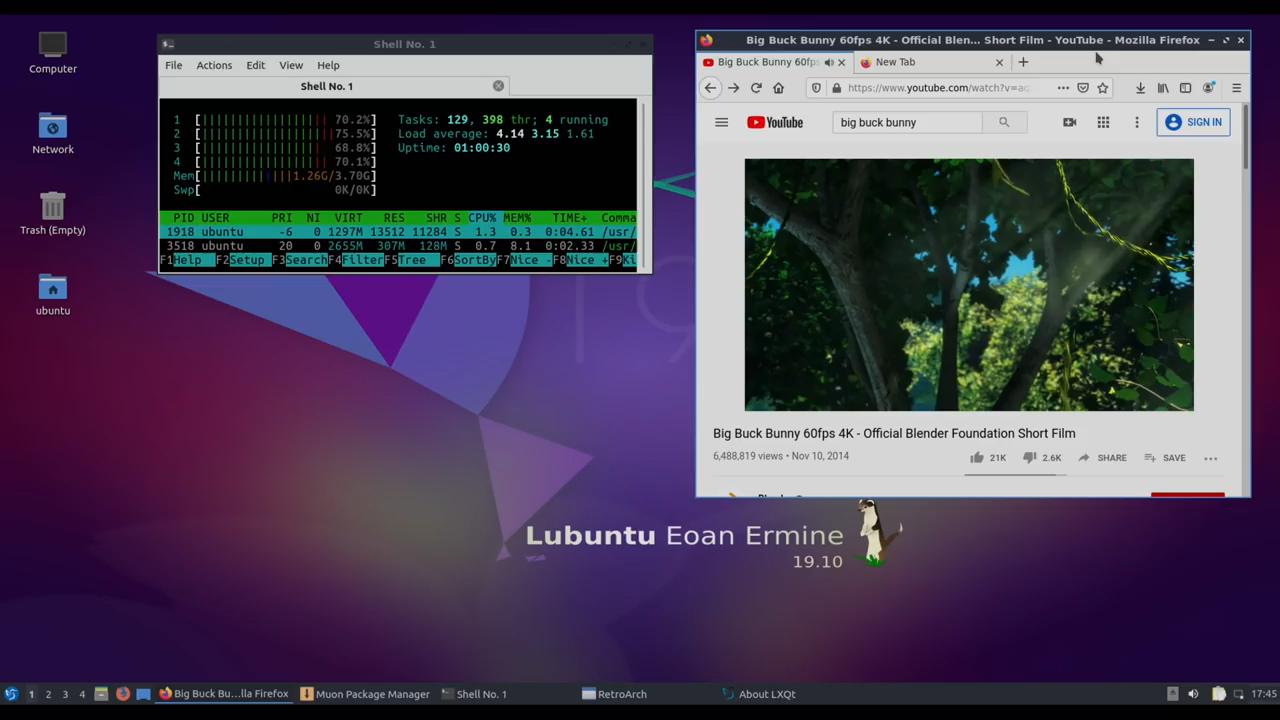 Computer
Network
Trash (Empty)
ubuntu
Shell No. 1
File Actions Edit View Help
Shell No. 1
1 [ 70.2%] Tasks: 129, 398 thr; 4 running
2 [ 75.5%] Load average: 4.14 3.15 1.61
3 [ 68.8%] Uptime: 01:00:30
4 [ 70.1%]
Mem[ 1.26G/3.70G]
Swp[ 0K/0K]
PID USER PRI NI VIRT RES SHR S CPU% MEM% TIME+ Comma
1918 ubuntu -6 0 1297M 13512 11284 S 1.3 0.3 0:04.61 /usr/
3518 ubuntu 20 0 2655M 307M 128M S 0.7 8.1 0:02.33 /usr/
F1Help F2Setup F3Search F4Filter F5Tree F6SortBy F7Nice - F8Nice + F9Ki
Big Buck Bunny 60fps 4K - Official Blen... Short Film - YouTube - Mozilla Firefox
Big Buck Bunny 60fps New Tab
https://www.youtube.com/watch?v=aq
YouTube
big buck bunny
SIGN IN
Big Buck Bunny 60fps 4K - Official Blender Foundation Short Film
6,488,819 views • Nov 10, 2014 21K 2.6K SHARE SAVE
Lubuntu Eoan Ermine
19.10
1 2 3 4 Big Buck Bu...lla Firefox Muon Package Manager Shell No. 1 RetroArch About LXQt 17:45